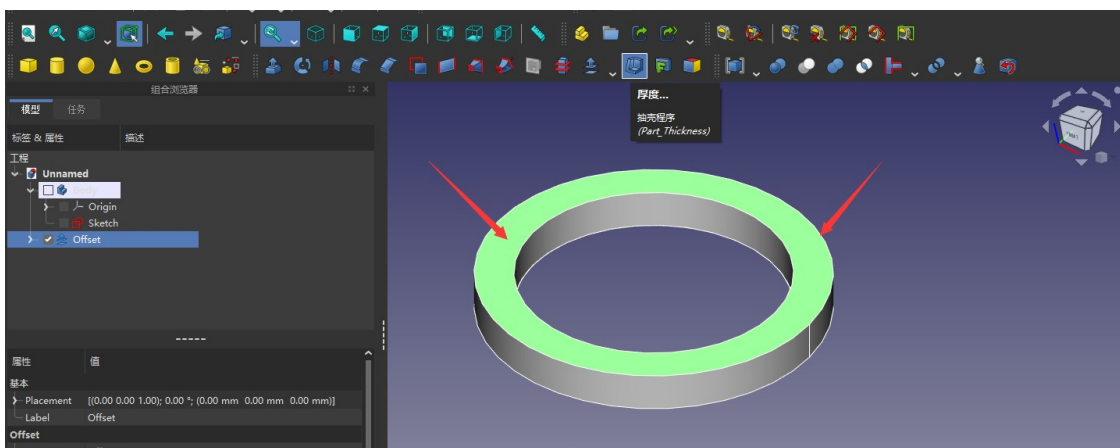 组合浏览器
模型 任务
标签 & 属性 描述
工程
Unnamed
Origin
Sketch
Offset
属性 值
基本
Placement [(0.00 0.00 1.00); 0.00 °; (0.00 mm 0.00 mm 0.00 mm)]
Label Offset
Offset
厚度...
抽壳程序
(Part_Thickness)